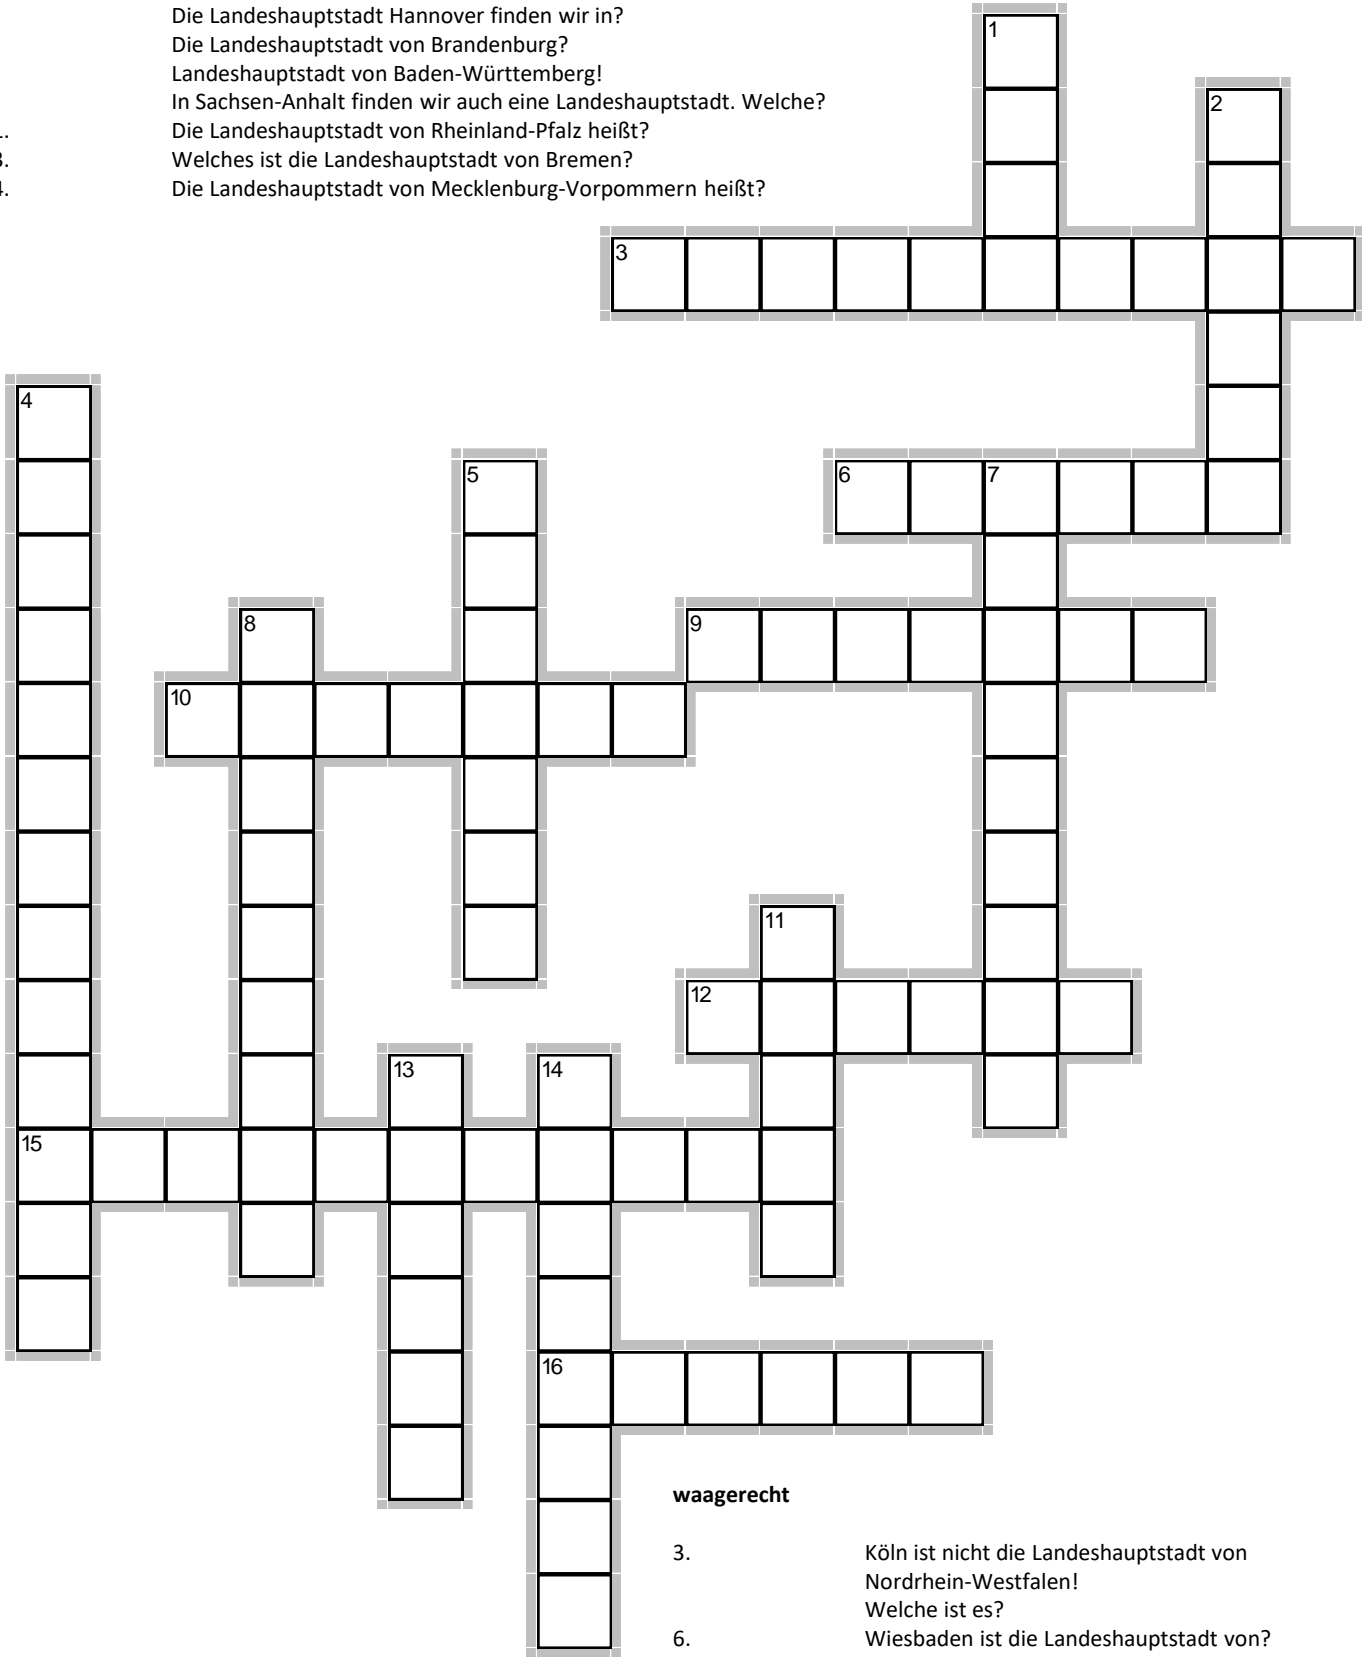 Die Landeshauptstadt Hannover finden wir in?
Die Landeshauptstadt von Brandenburg?
Landeshauptstadt von Baden-Württemberg!
In Sachsen-Anhalt finden wir auch eine Landeshauptstadt. Welche?
Die Landeshauptstadt von Rheinland-Pfalz heißt?
Welches ist die Landeshauptstadt von Bremen?
4. Die Landeshauptstadt von Mecklenburg-Vorpommern heißt?
1
2
3
4
5
6 7
8
9
10
11
12
13 14
15
16
waagerecht
3. Köln ist nicht die Landeshauptstadt von
Nordrhein-Westfalen!
Welche ist es?
6. Wiesbaden ist die Landeshauptstadt von?